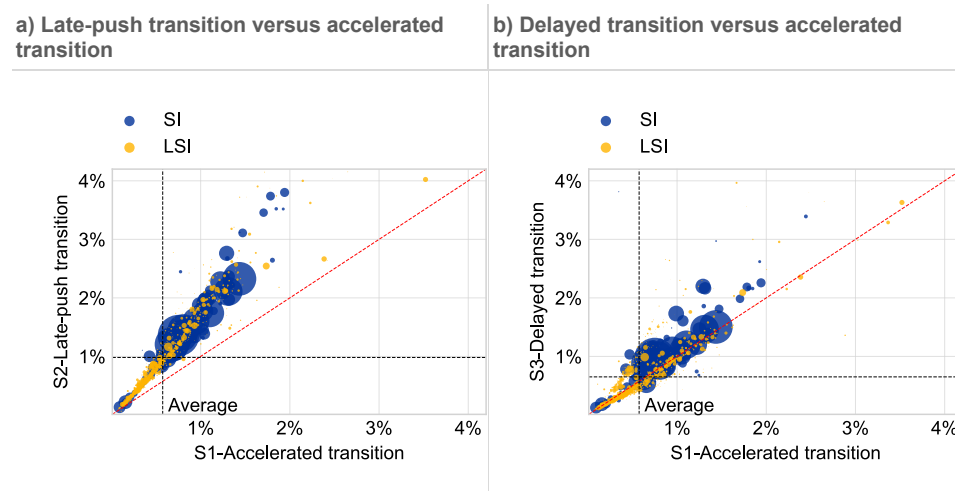 a) Late-push transition versus accelerated
transition
SI
LSI
S2-Late-push transition
4%
3%
2%
1%
Average
1%
2%
3%
4%
S1-Accelerated transition
b) Delayed transition versus accelerated
transition
SI
LSI
S3-Delayed transition
4%
3%
2%
1%
Average
1%
2%
3%
4%
S1-Accelerated transition